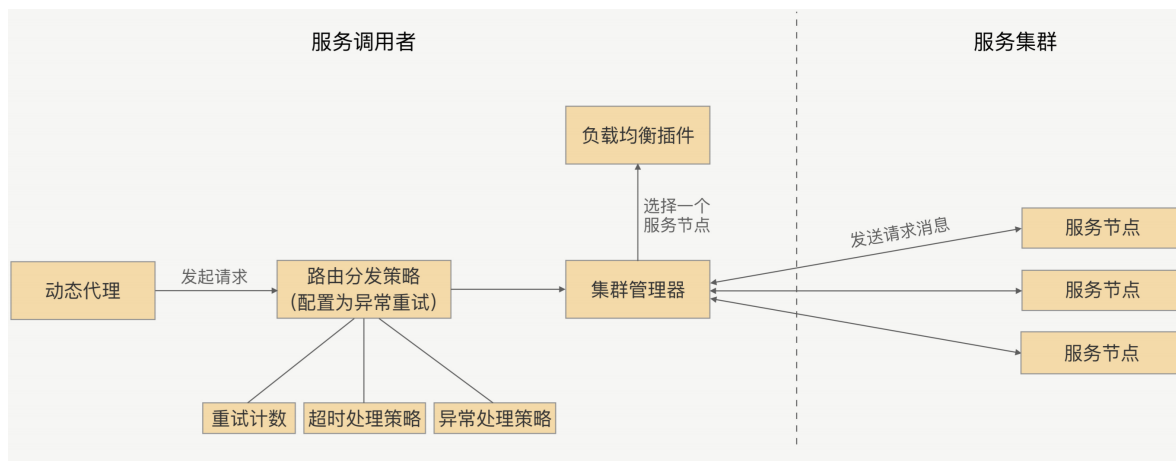 服务调用者
服务集群
负载均衡插件
选择一个
服务节点
发送请求消息
服务节点
动态代理
发起请求
路由分发策略
（配置为异常重试）
集群管理器
服务节点
服务节点
重试计数
超时处理策略
异常处理策略